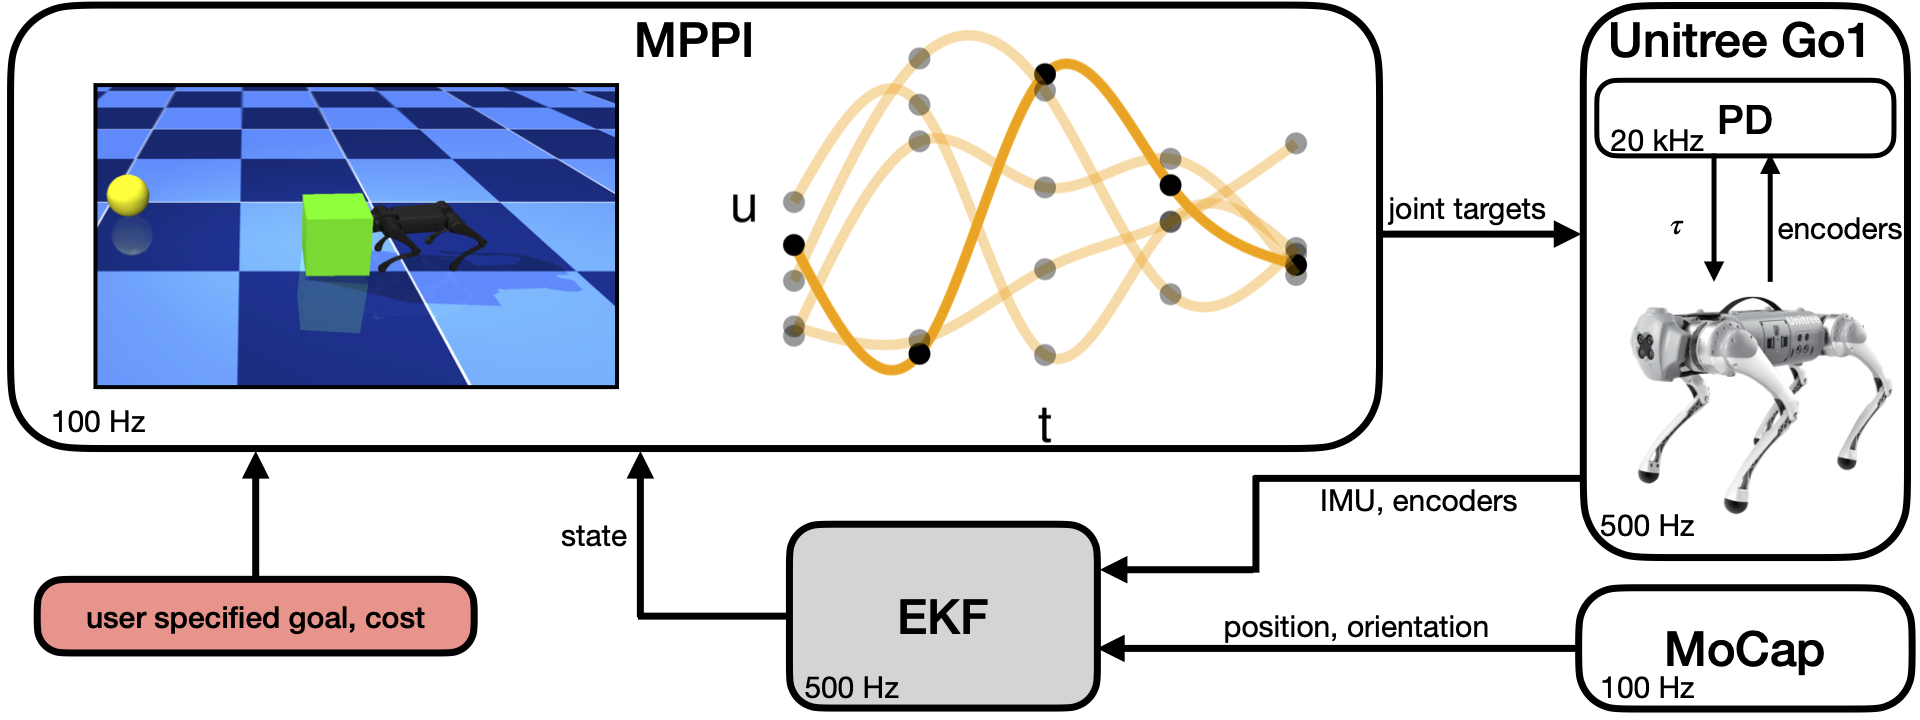 MPPI
u
t
100 Hz
joint targets
Unitree Go1
PD
20 kHz
τ
encoders
Unitree
500 Hz
IMU, encoders
state
user specified goal, cost
EKF
500 Hz
position, orientation
MoCap
100 Hz